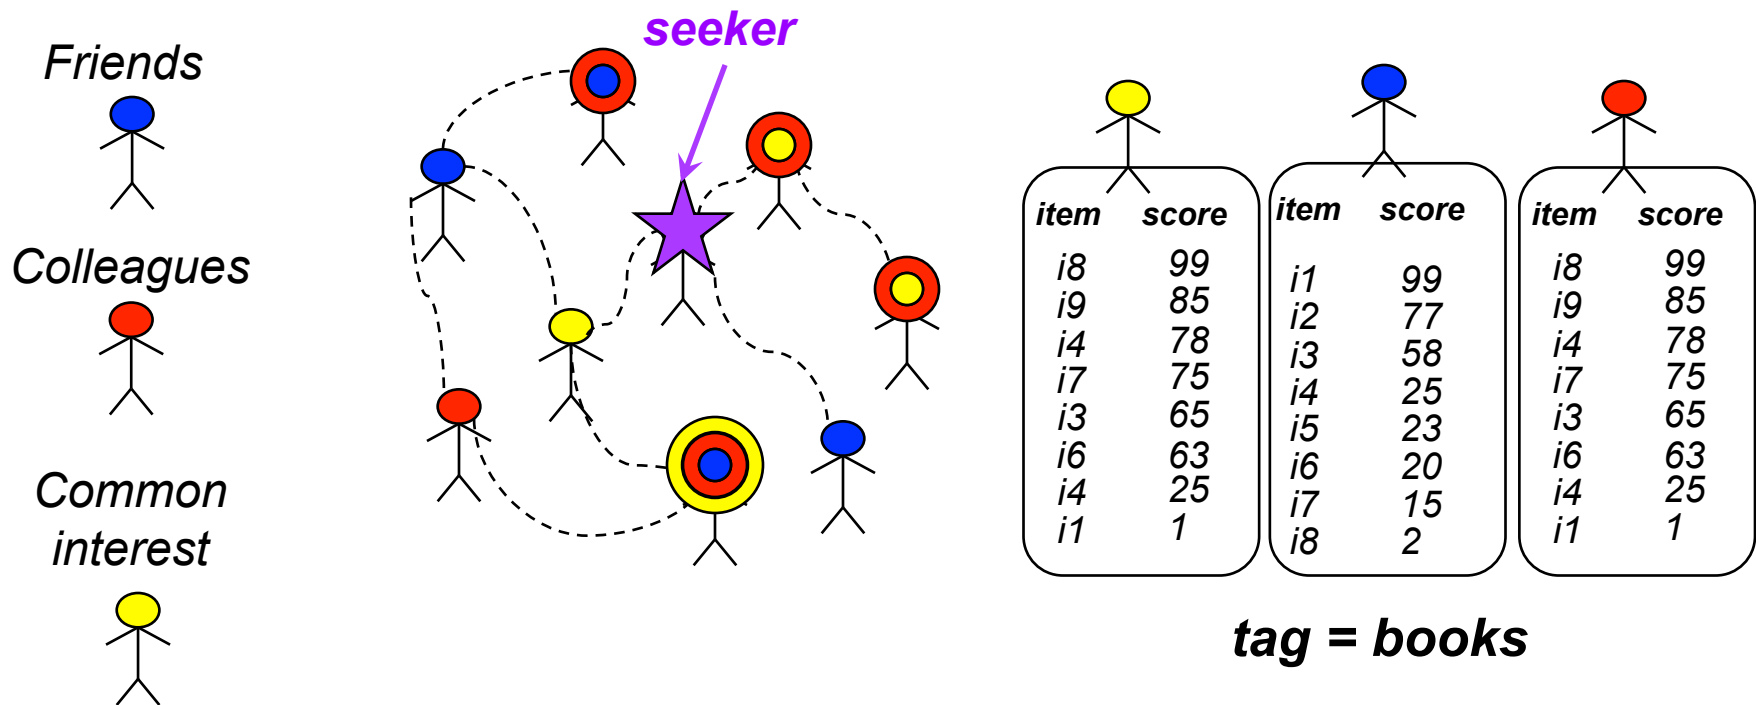 seeker
Friends
Colleagues
Common
interest
item score
i8 99
i9 85
i4 78
i7 75
i3 65
i6 63
i4 25
i1 1
item score
i1 99
i2 77
i3 58
i4 25
i5 23
i6 20
i7 15
i8 2
item score
i8 99
i9 85
i4 78
i7 75
i3 65
i6 63
i4 25
i1 1
tag = books